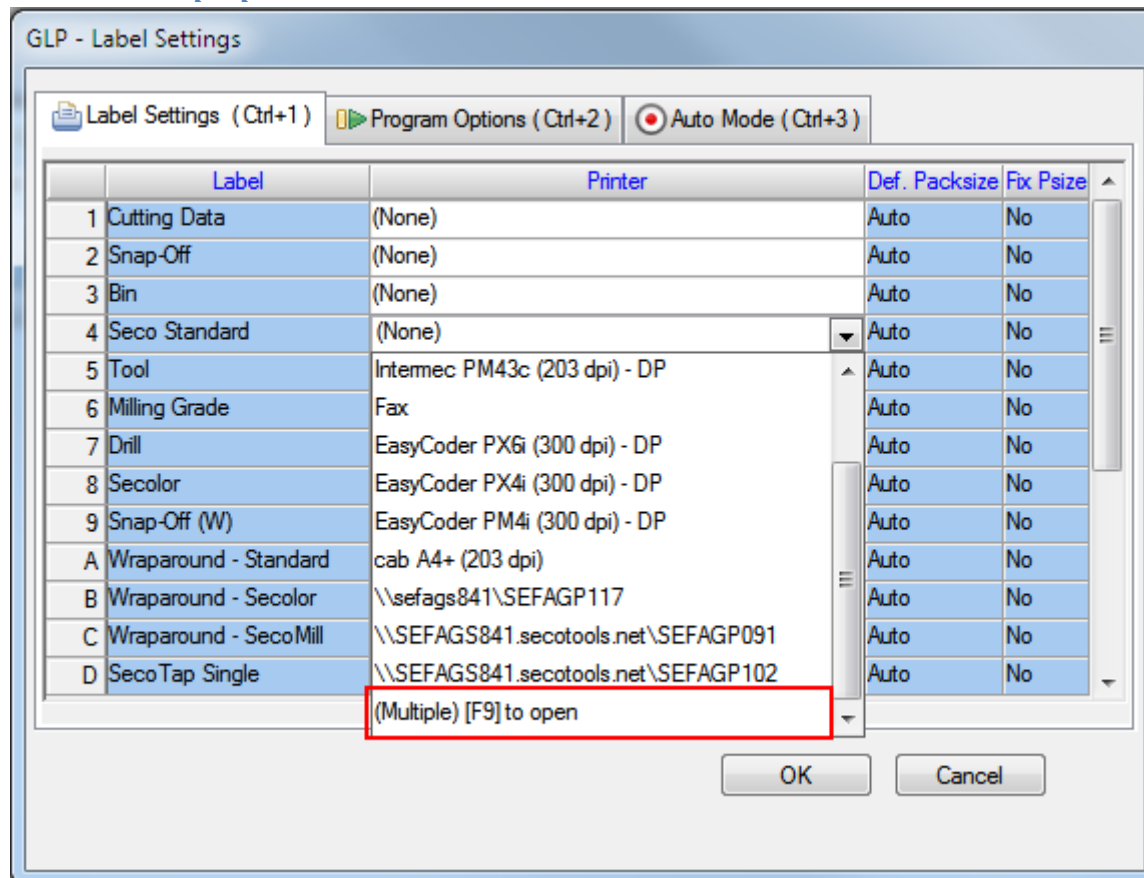 GLP - Label Settings
Label Settings (Ctrl+1) Program Options (Ctrl+2) Auto Mode (Ctrl+3)
Label Printer Def. Packsize Fix Psize
1 Cutting Data (None) Auto No
2 Snap-Off (None) Auto No
3 Bin (None) Auto No
4 Seco Standard (None) Auto No
5 Tool Intermec PM43c (203 dpi) - DP Auto No
6 Milling Grade Fax Auto No
7 Drill EasyCoder PX6i (300 dpi) - DP Auto No
8 Secolor EasyCoder PX4i (300 dpi) - DP Auto No
9 Snap-Off (W) EasyCoder PM4i (300 dpi) - DP Auto No
A Wraparound - Standard cab A4+ (203 dpi) Auto No
B Wraparound - Secolor \\sefags841\SEFAGP117 Auto No
C Wraparound - SecoMill \\SEFAGS841.secotools.net\SEFAGP091 Auto No
D SecoTap Single \\SEFAGS841.secotools.net\SEFAGP102 Auto No
(Multiple) [F9] to open
OK Cancel